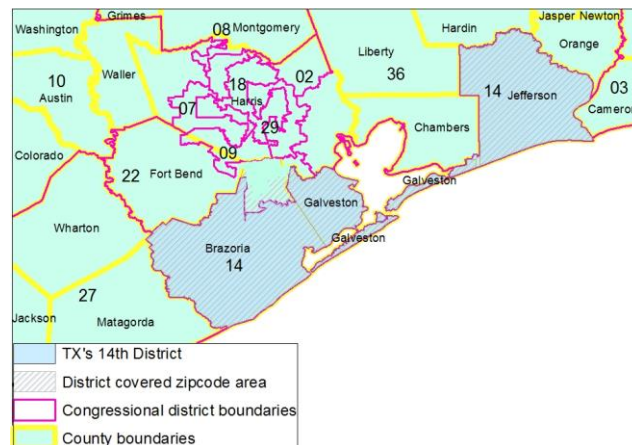 Grimes
Washington
08
Montgomery
Hardin
Jasper Newton
Orange
Waller
Liberty
10
Austin
02
18
36
14
Jefferson
03
Cameron
07
Harris
29
Chambers
Colorado
09
22
Fort Bend
Galveston
Galveston
Wharton
Brazoria
Galveston
14
27
Jackson
Matagorda
TX's 14th District
District covered zipcode area
Congressional district boundaries
County boundaries